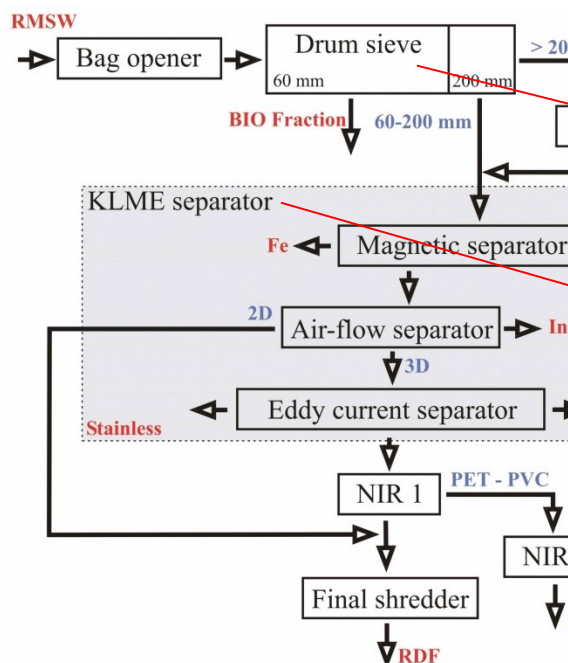 RMSW
Bag opener
Drum sieve
60 mm
200 mm
> 20
BIO Fraction
60-200 mm
KLME separator
Fe
Magnetic separator
2D
Air-flow separator
In
3D
Eddy current separator
Stainless
NIR 1
PET - PVC
NIR
Final shredder
RDF